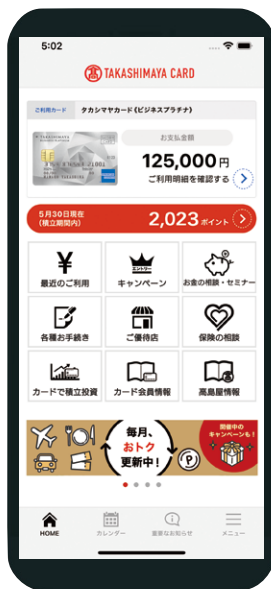 5:02
TAKASHIMAYA CARD
ご利用カード タカシマヤカード《ビジネスプラチナ》
お支払金額
125,000円
ご利用明細を確認する
5月30日現在
(積立期間内)
2,023ポイント
最近のご利用
エントリー
キャンペーン
お金の相談・セミナー
各種お手続き
ご優待店
保険の相談
カードで積立投資
カード会員情報
髙島屋情報
毎月、
おトク
更新中!
P
開催中の
キャンペーンも!
HOME
カレンダー
重要なお知らせ
メニュー